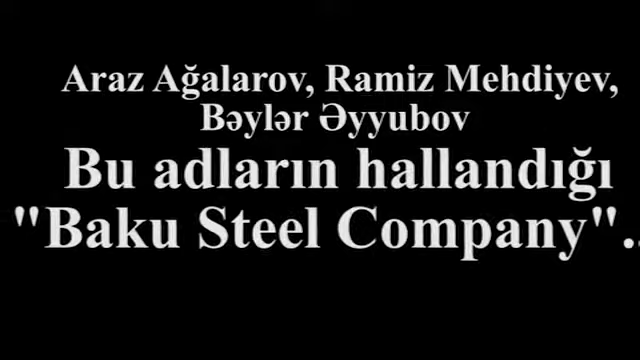 Araz Ağalarov, Ramiz Mehdiyev,
Bəylər Əyyubov
Bu adların hallandığı
"Baku Steel Company"..